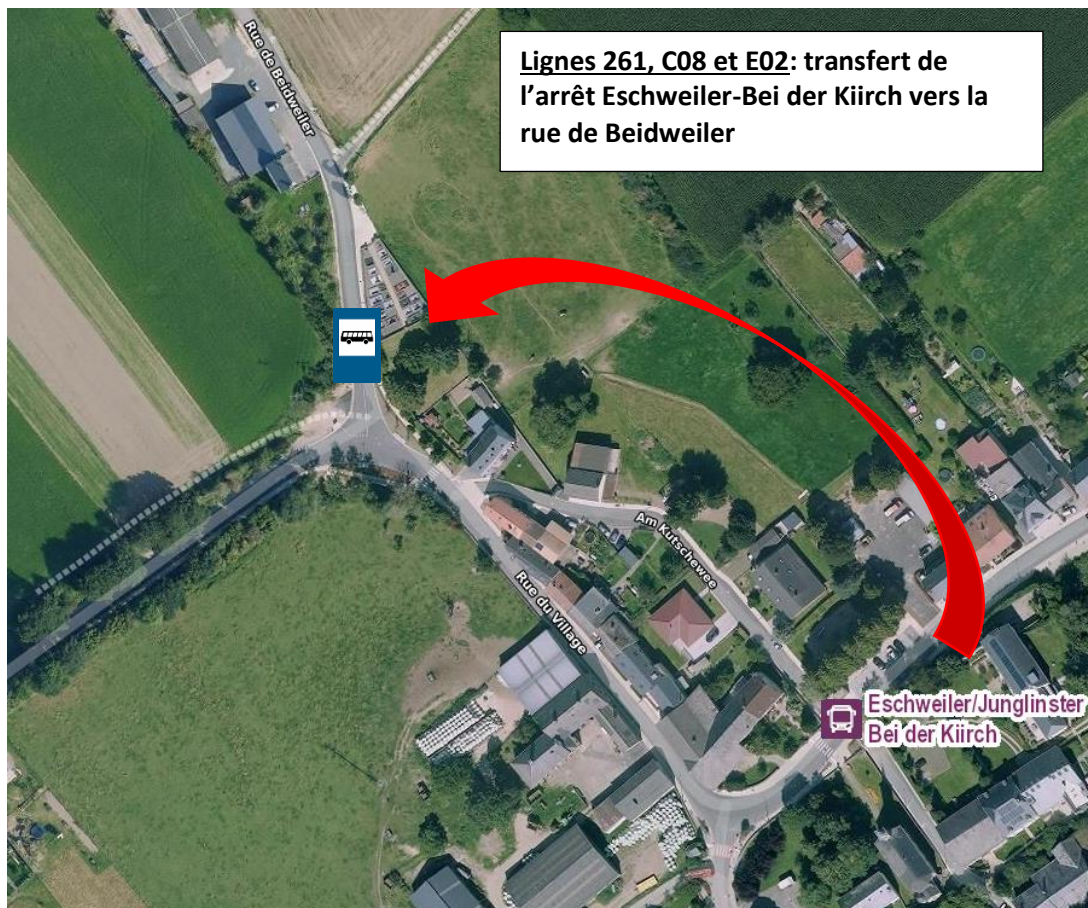 Lignes 261, C08 et E02: transfert de
l’arrêt Eschweiler-Bei der Kiirch vers la
rue de Beidweiler
Rue de Beidweiler
Am Kutschewee
Rue du Village
Eschweiler/Junglinster
Bei der Kiirch